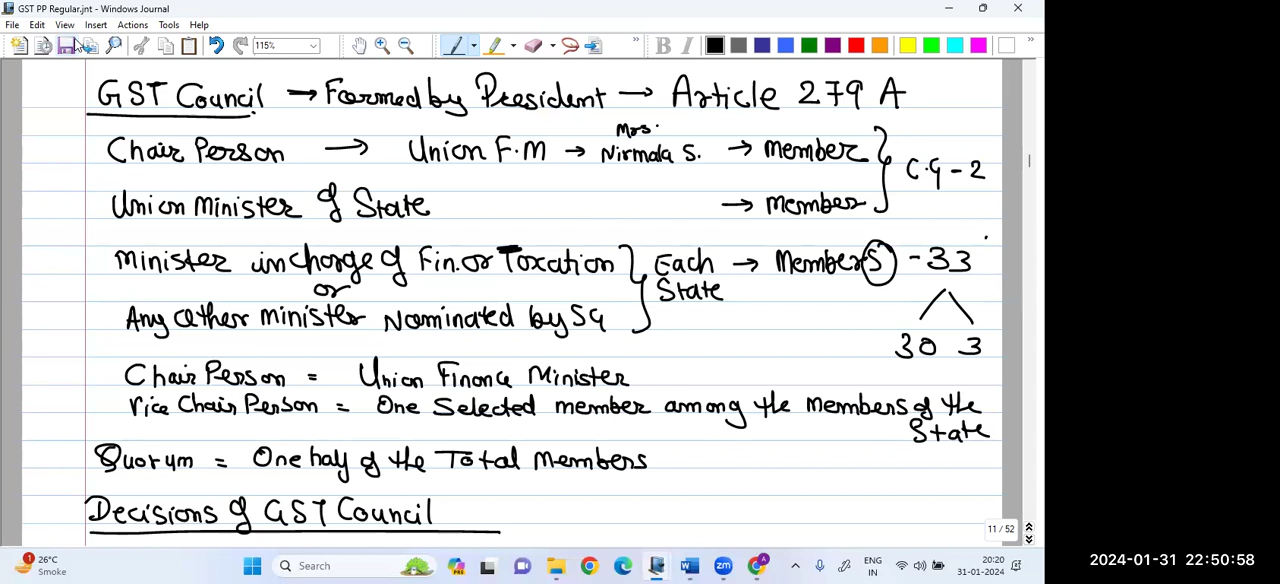 GST PP Regular.jnt - Windows Journal
File Edit View Insert Actions Tools Help
115%
GST Council → Formed by President → Article 279 A
Chair Person → Union F.M → Mrs. Nirmala S. → member } C.G - 2
Union Minister of State → member
Minister in charge of Fin. or Taxation } Each State → Members - 33
or
Any other minister Nominated by SG
30 3
Chair Person = Union Finance Minister
Vice Chair Person = One Selected member among the Members of the State
Quorum = One half of the Total Members
Decisions of GST Council
11 / 52
1
26°C
Smoke
Search
ENG
IN
20:20
31-01-2024
2024-01-31 22:50:58